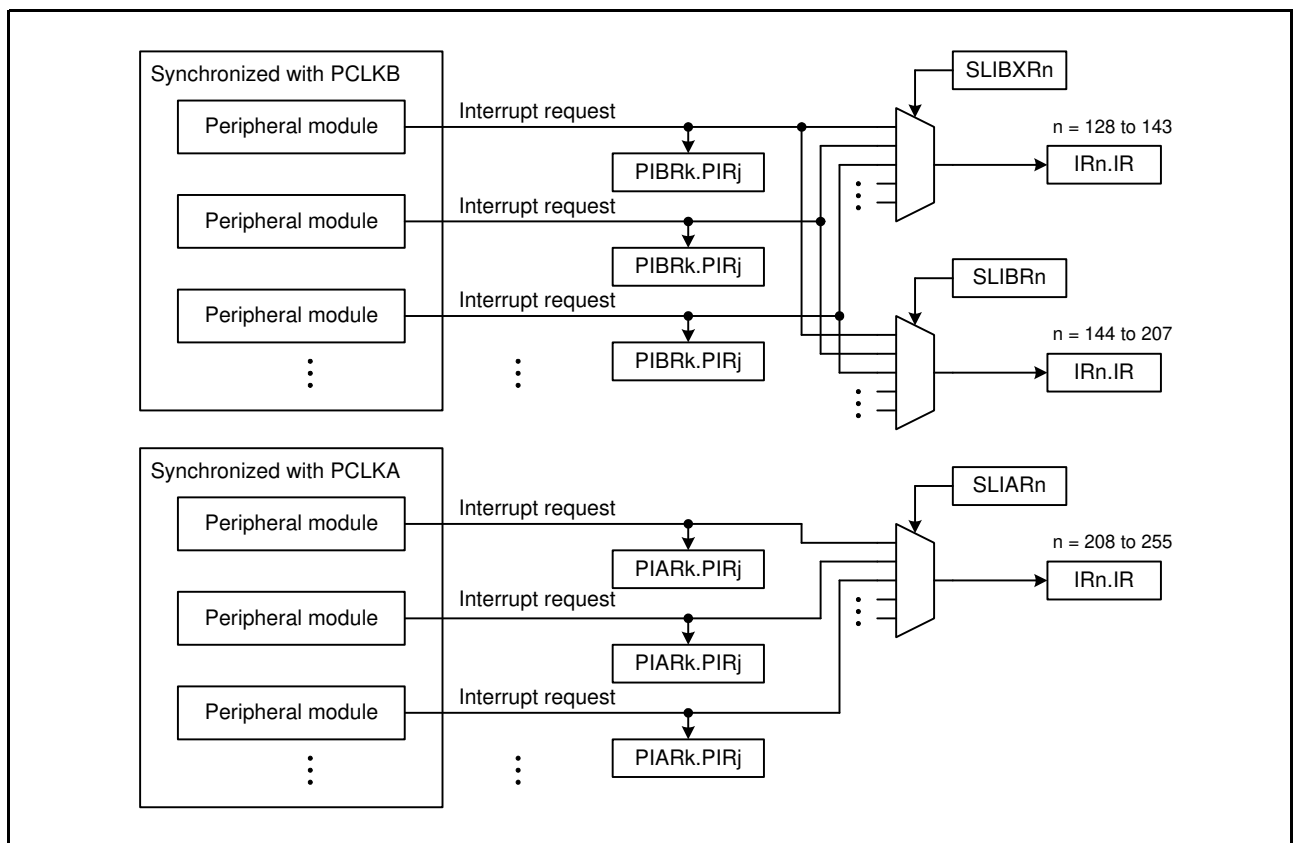 Synchronized with PCLKB
SLIBXRn
Peripheral module
Interrupt request
n = 128 to 143
IRn.IR
PIBRk.PIRj
Peripheral module
Interrupt request
PIBRk.PIRj
SLIBRn
Peripheral module
Interrupt request
n = 144 to 207
PIBRk.PIRj
IRn.IR
Synchronized with PCLKA
SLIARn
Peripheral module
Interrupt request
n = 208 to 255
PIARk.PIRj
IRn.IR
Peripheral module
Interrupt request
PIARk.PIRj
Peripheral module
Interrupt request
PIARk.PIRj